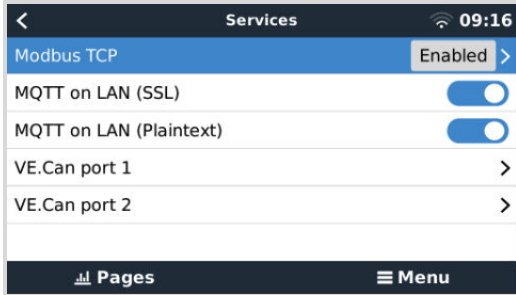 Services 09:16
Modbus TCP Enabled
MQTT on LAN (SSL)
MQTT on LAN (Plaintext)
VE.Can port 1
VE.Can port 2
Pages Menu